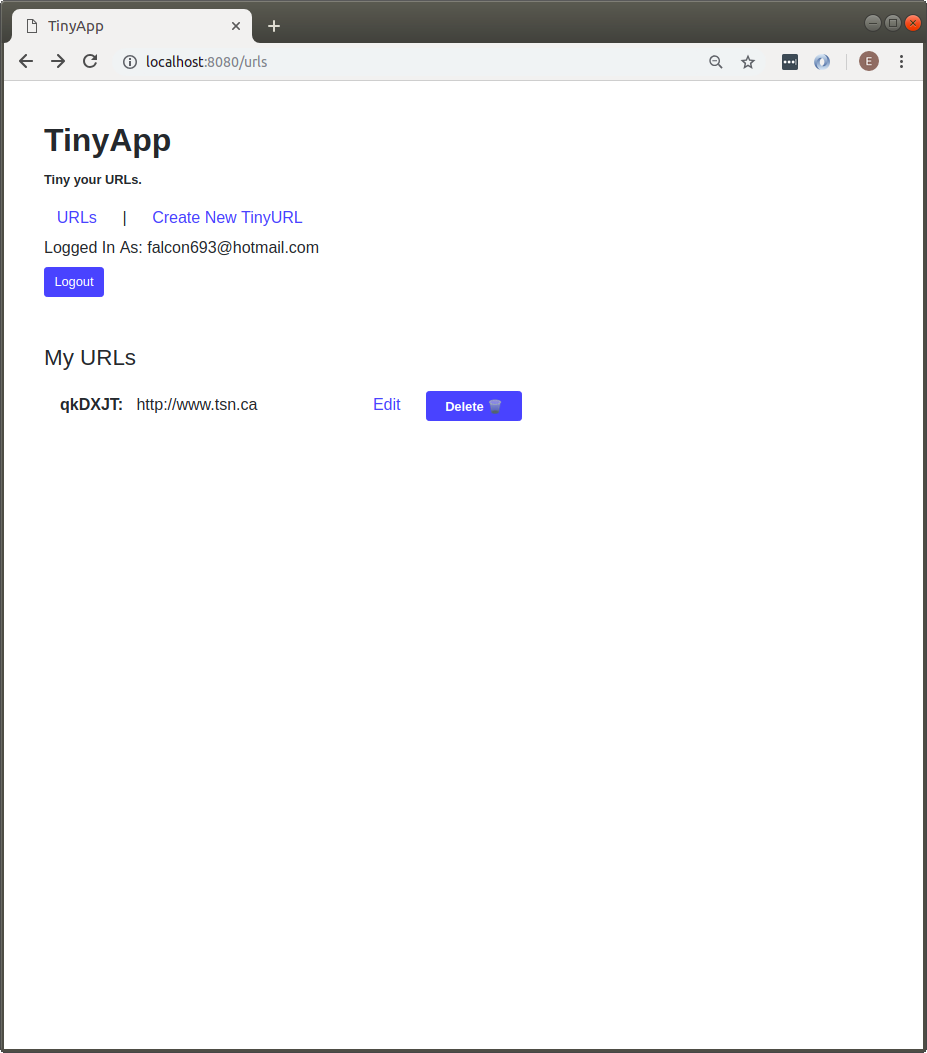 TinyApp
localhost:8080/urls
E
TinyApp
Tiny your URLs.
URLs | Create New TinyURL
Logged In As: falcon693@hotmail.com
Logout
My URLs
qkDXJT: http://www.tsn.ca Edit Delete 🗑